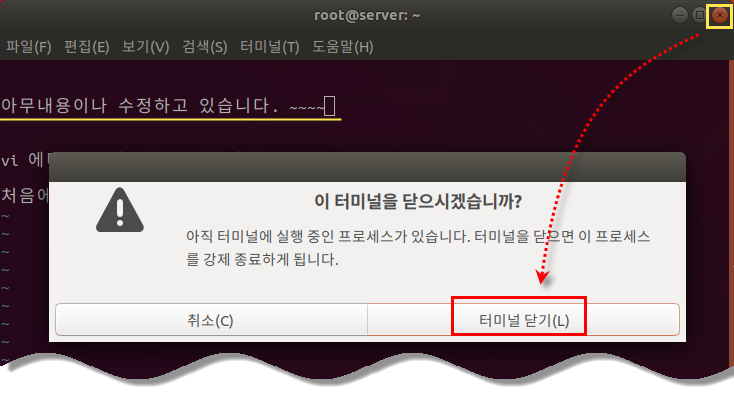 root@server: ~
파일(F) 편집(E) 보기(V) 검색(S) 터미널(T) 도움말(H)
아무내용이나 수정하고 있습니다. ~~~~
vi
이 터미널을 닫으시겠습니까?
처음에
아직 터미널에 실행 중인 프로세스가 있습니다. 터미널을 닫으면 이 프로세스
를 강제 종료하게 됩니다.
~
~
~
~
~
취소(C) 터미널 닫기(L)
~
~